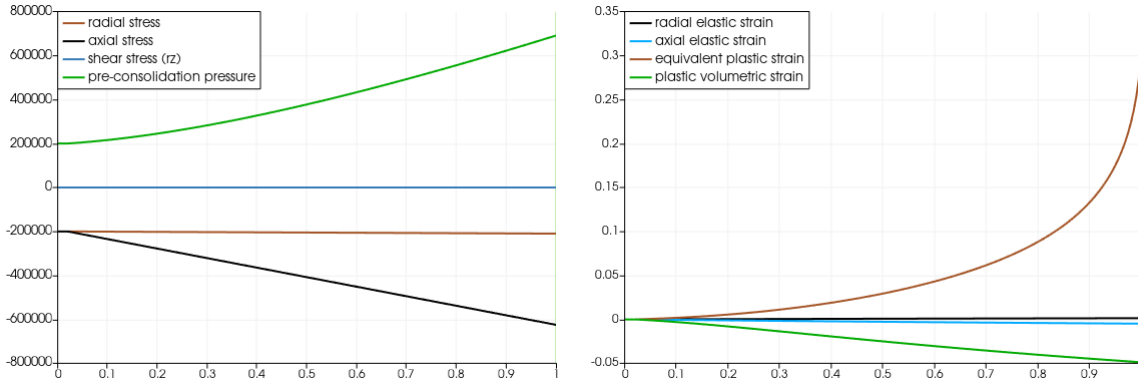 800000
600000
400000
200000
0
-200000
-400000
-600000
-800000
radial stress
axial stress
shear stress (rz)
pre-consolidation pressure
0 0.1 0.2 0.3 0.4 0.5 0.6 0.7 0.8 0.9 1
0.35
0.3
0.25
0.2
0.15
0.1
0.05
0
-0.05
radial elastic strain
axial elastic strain
equivalent plastic strain
plastic volumetric strain
0 0.1 0.2 0.3 0.4 0.5 0.6 0.7 0.8 0.9